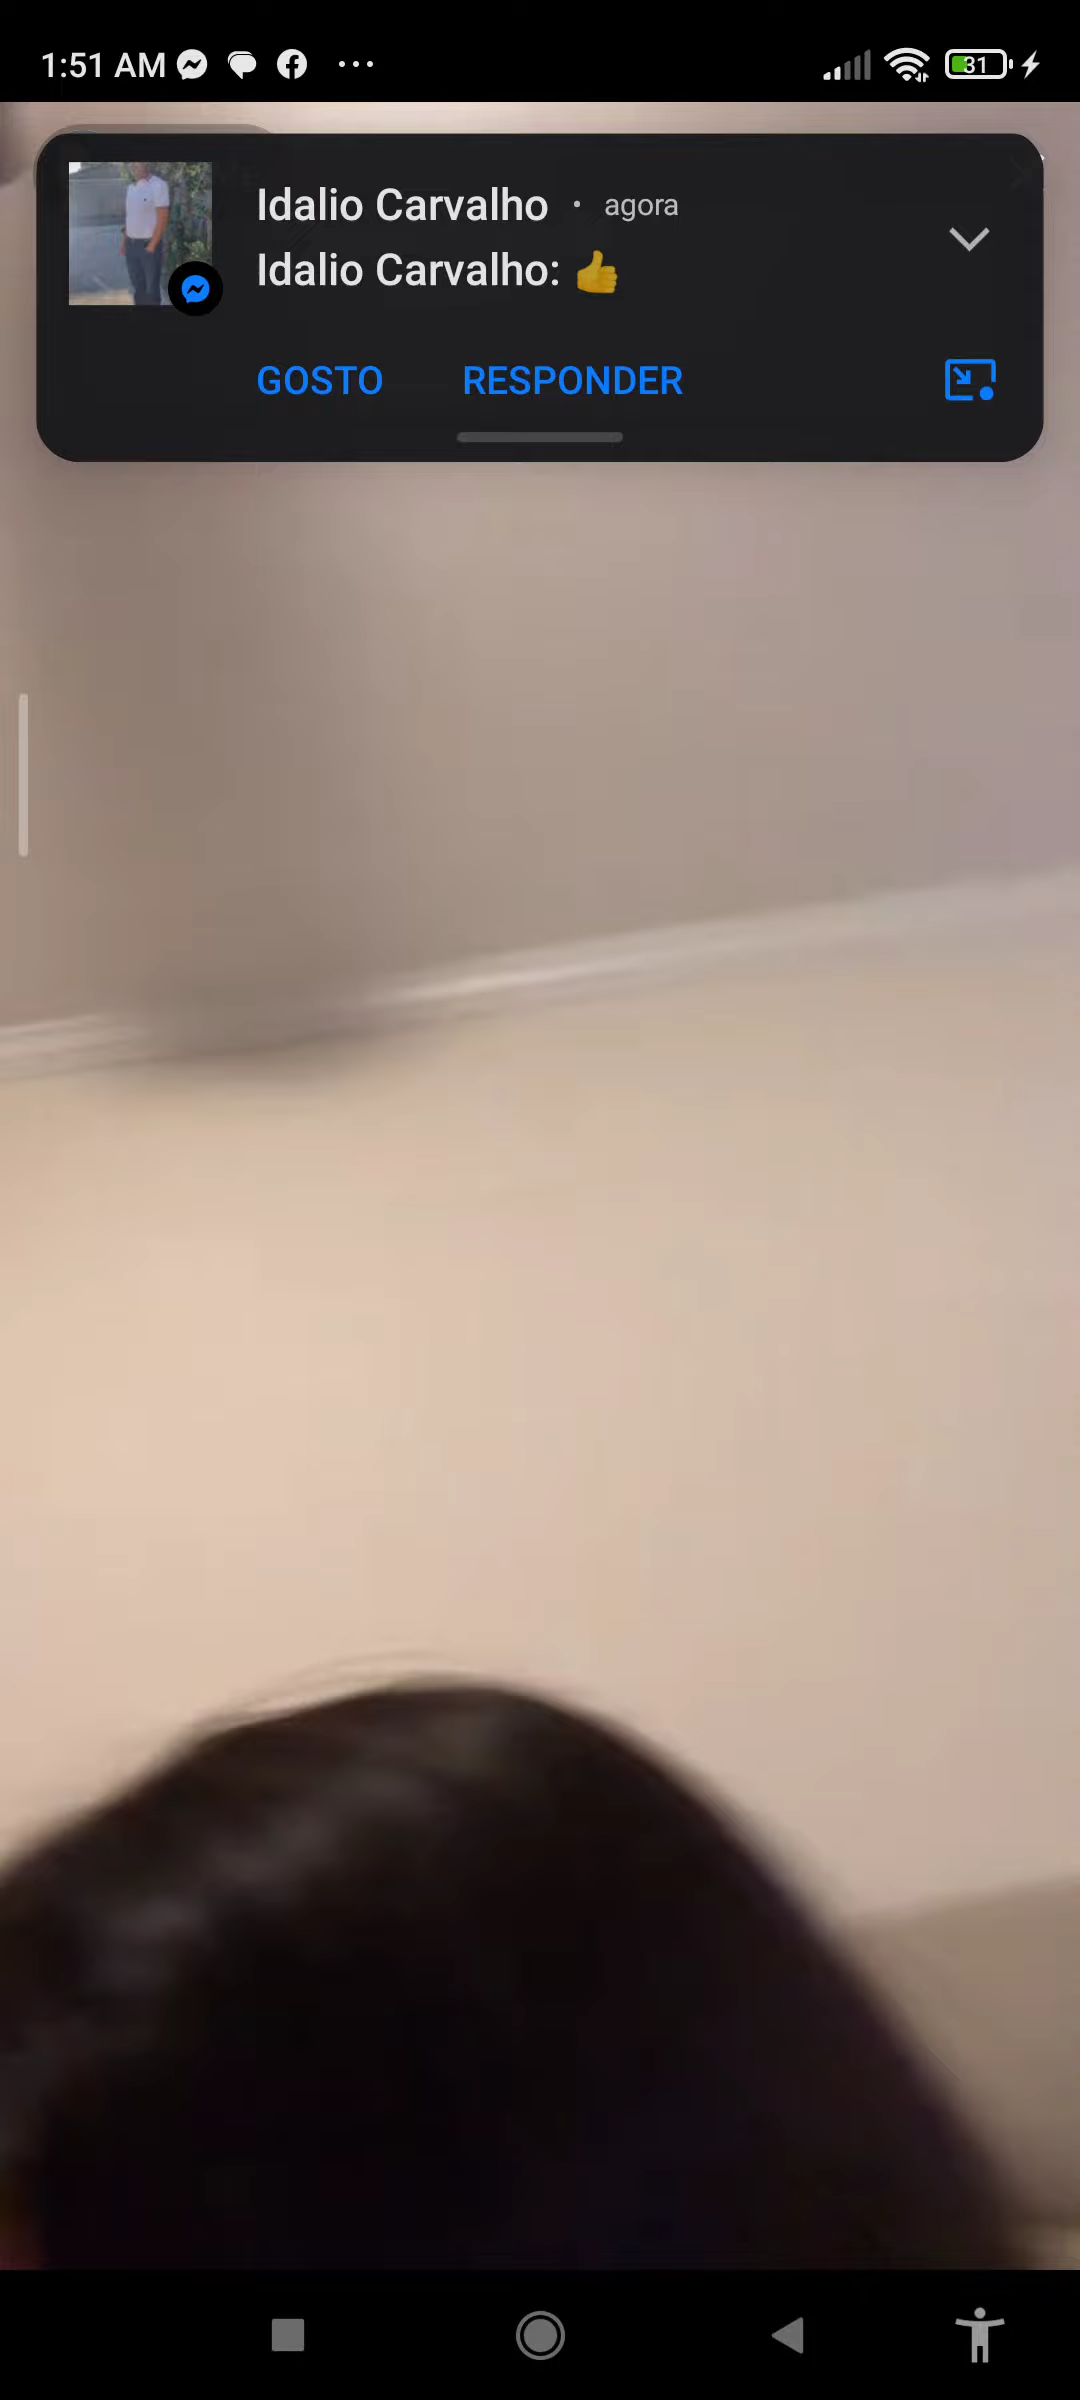 1:51 AM
31
Idalio Carvalho · agora
Idalio Carvalho: 👍
GOSTO RESPONDER